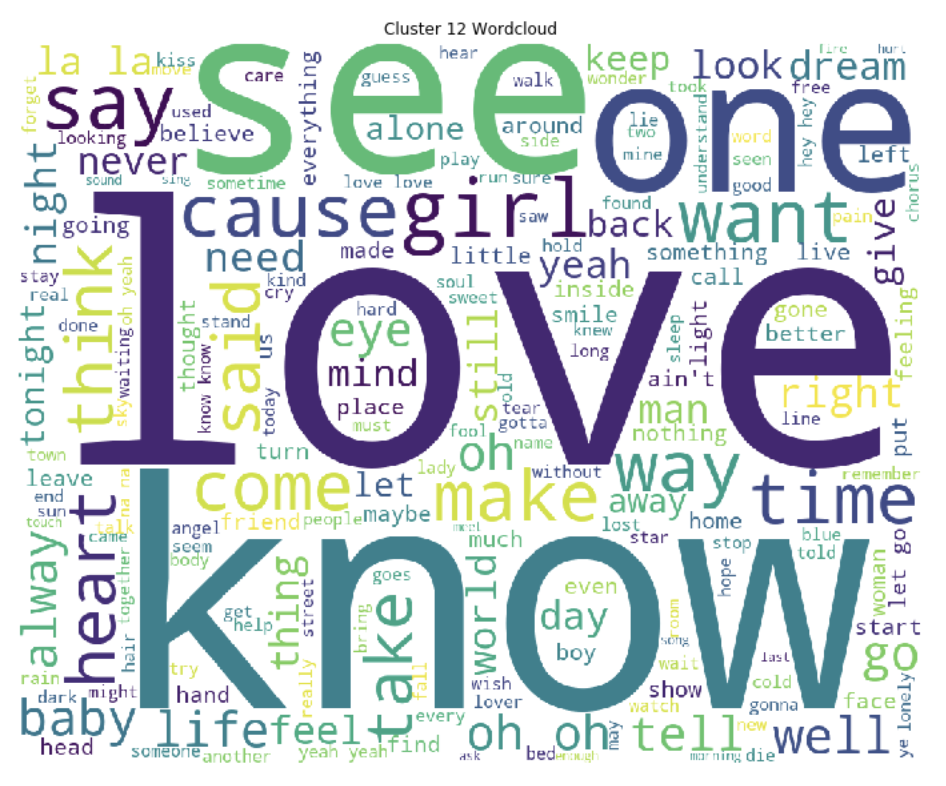 Cluster 12 Wordcloud
la la
kiss
move
see
care
guess
hear
walk
keep
wonder
look
dream
fire
hurt
forget
say
used
believe
everything
alone
around
side
took
one
lie
two
mine
understand
free
word
seen
good
hey hey
left
chorus
looking
never
sound
sing
sometime
love love
play
run
sure
found
night
going
cause
girl
saw
back
want
pain
give
made
little
hold
yeah
something
live
call
need
kind
cry
stay
real
think
oh yeah
waiting
sky
done
thought
stand
know know
said
us
today
love
hard
eye
mind
place
must
soul
sweet
still
old
inside
smile
knew
long
sleep
light
ain't
gone
better
right
line
feeling
put
tonight
town
turn
fool
tear
gotta
name
man
nothing
leave
end
sun
touch
came
heart
na na
talk
together
come
let
lady
oh
without
make
way
away
time
remember
friend
people
maybe
angel
seem
body
meet
much
lost
star
home
stop
blue
told
let go
woman
always
hair
know
get
help
thing
street
goes
bring
take
world
even
day
boy
song
room
hope
start
go
rain
dark
might
try
hand
really
fall
wish
lover
wait
watch
show
last
cold
gonna
face
ye
lonely
baby
head
life
someone
another
feel
yeah yeah
find
every
oh oh
ask
bed
enough
may
tell
new
morning
die
well